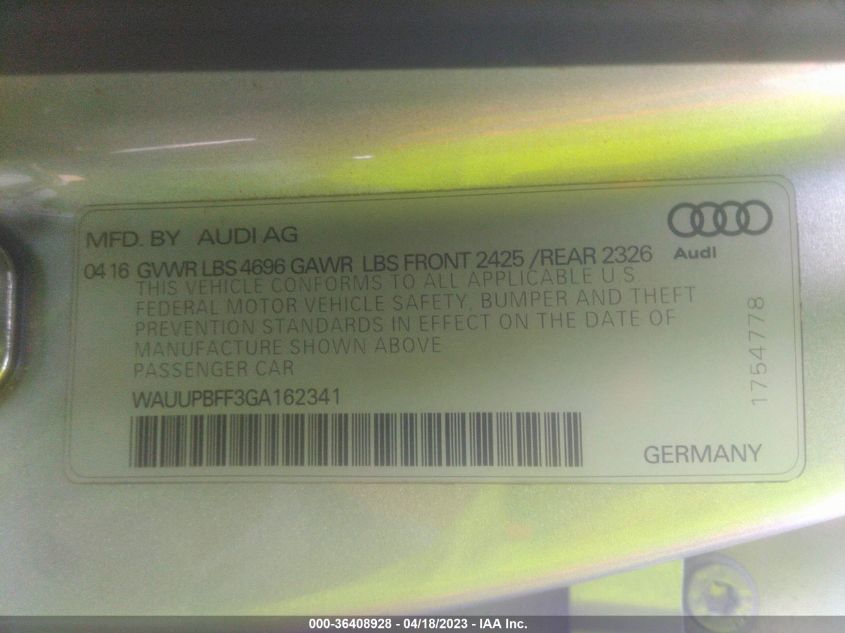 MFD. BY AUDI AG
Audi
04 16 GVWR LBS 4696 GAWR LBS FRONT 2425 /REAR 2326
THIS VEHICLE CONFORMS TO ALL APPLICABLE U S
FEDERAL MOTOR VEHICLE SAFETY, BUMPER AND THEFT
PREVENTION STANDARDS IN EFFECT ON THE DATE OF
MANUFACTURE SHOWN ABOVE
PASSENGER CAR
WAUUPBFF3GA162341
1754778
GERMANY
000-36408928 - 04/18/2023 - IAA Inc.